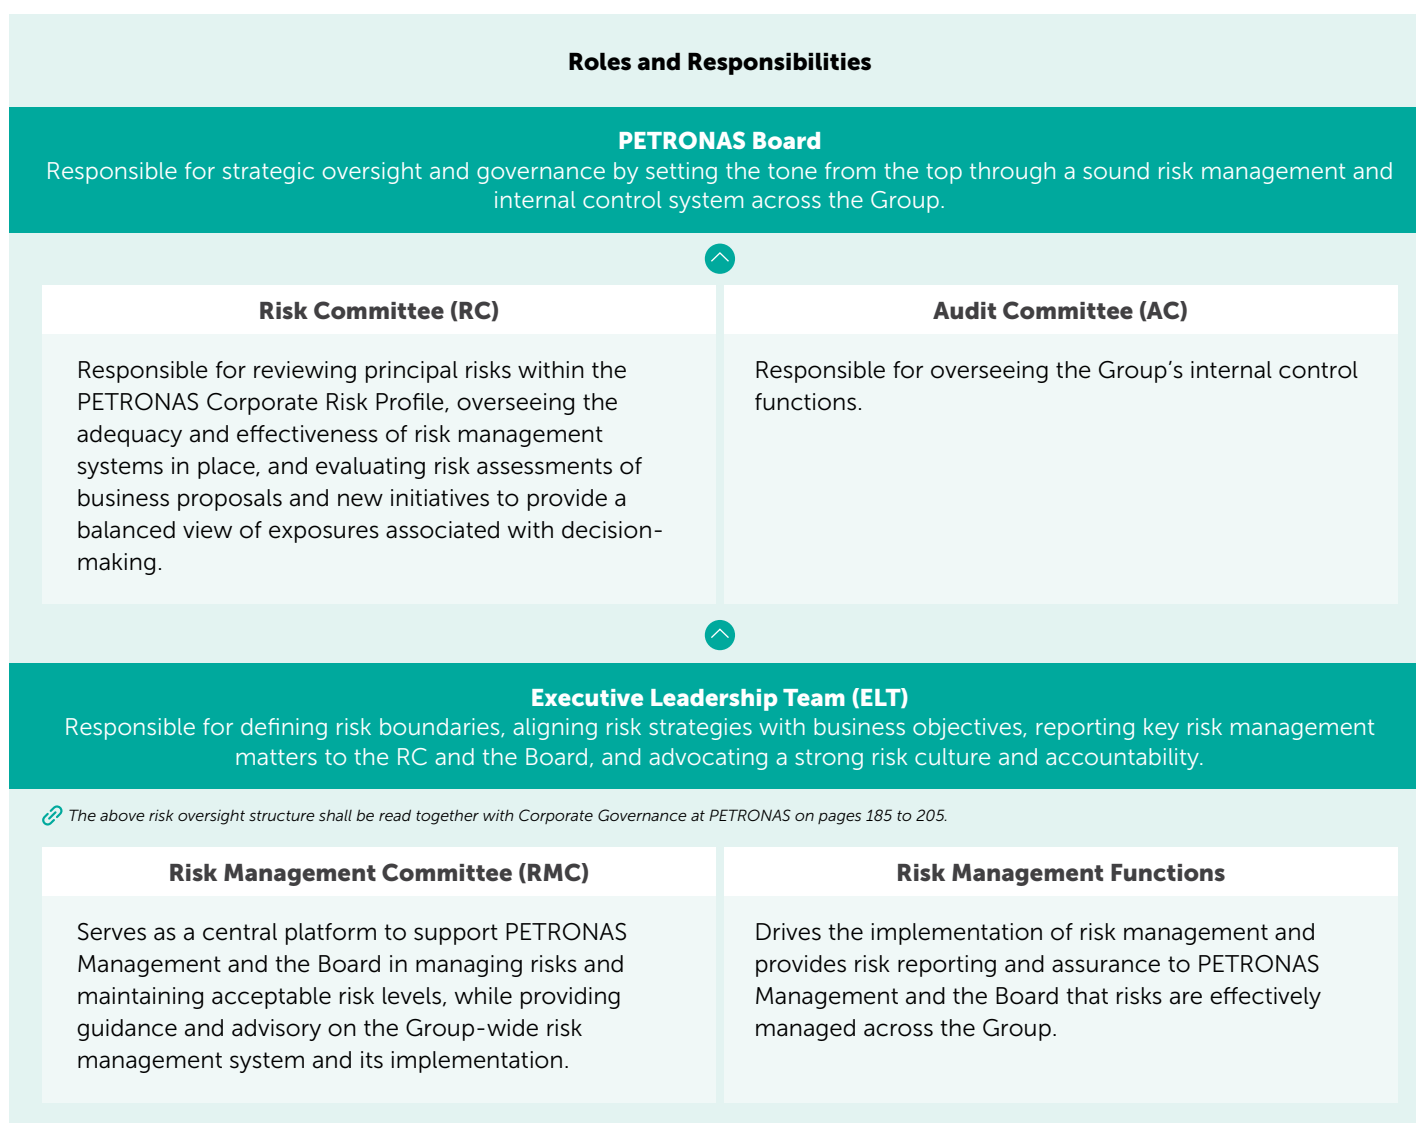 Roles and Responsibilities
PETRONAS Board
Responsible for strategic oversight and governance by setting the tone from the top through a sound risk management and
internal control system across the Group.
Risk Committee (RC)
Responsible for reviewing principal risks within the
PETRONAS Corporate Risk Profile, overseeing the
adequacy and effectiveness of risk management
systems in place, and evaluating risk assessments of
business proposals and new initiatives to provide a
balanced view of exposures associated with decision-
making.
Audit Committee (AC)
Responsible for overseeing the Group's internal control
functions.
Executive Leadership Team (ELT)
Responsible for defining risk boundaries, aligning risk strategies with business objectives, reporting key risk management
matters to the RC and the Board, and advocating a strong risk culture and accountability.
The above risk oversight structure shall be read together with Corporate Governance at PETRONAS on pages 185 to 205.
Risk Management Committee (RMC)
Serves as a central platform to support PETRONAS
Management and the Board in managing risks and
maintaining acceptable risk levels, while providing
guidance and advisory on the Group-wide risk
management system and its implementation.
Risk Management Functions
Drives the implementation of risk management and
provides risk reporting and assurance to PETRONAS
Management and the Board that risks are effectively
managed across the Group.